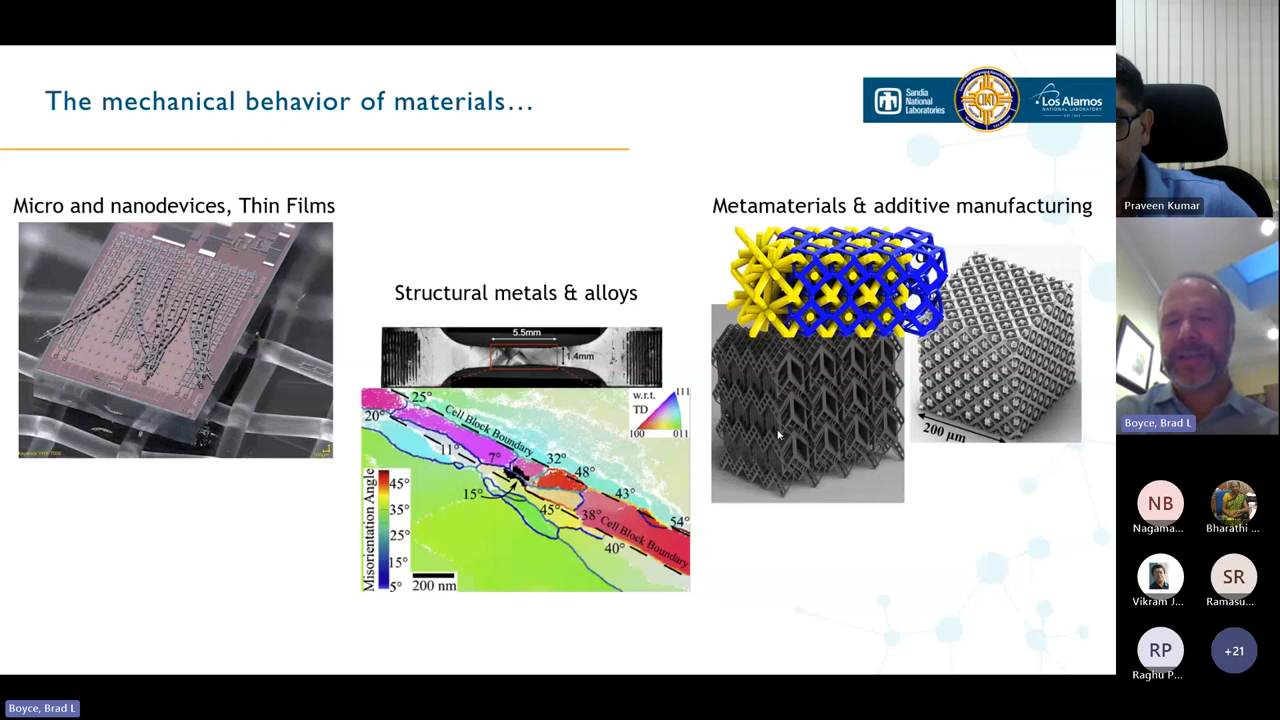 The mechanical behavior of materials…
Sandia
National
Laboratories
Los Alamos
NATIONAL LABORATORY
Micro and nanodevices, Thin Films
Structural metals & alloys
5.5mm
1.4mm
w.r.t.
TD
111
100
011
25°
20°
Cell Block Boundary
11°
7°
32°
48°
15°
43°
45°
38°
54°
Cell Block Boundary
40°
Misorientation Angle
45°
35°
25°
15°
5°
200 nm
Metamaterials & additive manufacturing
200 µm
Praveen Kumar
Boyce, Brad L
NB
Nagama...
Bharathi ...
Vikram J...
SR
Ramasu...
RP
Raghu P...
+21
Boyce, Brad L